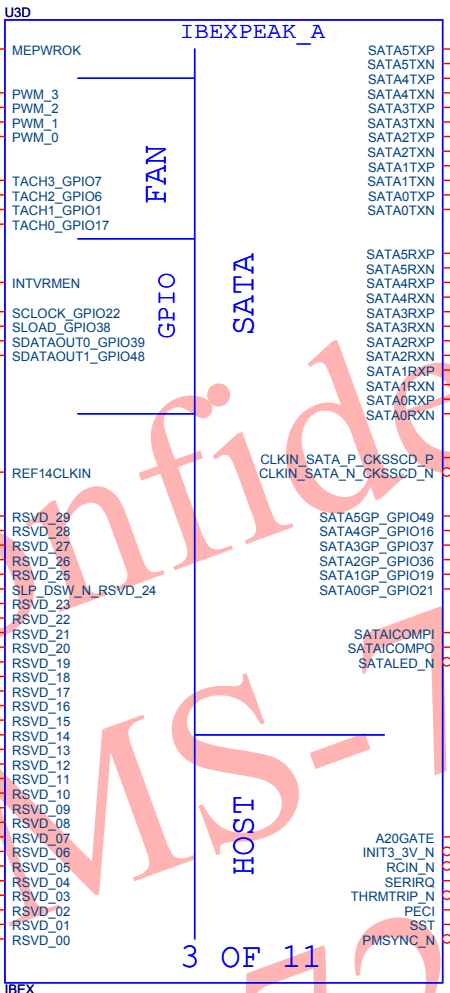 U3D
IBEXPEAK_A
MEPWROK
PWM_3
PWM_2
PWM_1
PWM_0
TACH3_GPIO7
TACH2_GPIO6
TACH1_GPIO1
TACH0_GPIO17
FAN
INTVRMEN
SCLOCK_GPIO22
SLOAD_GPIO38
SDATAOUT0_GPIO39
SDATAOUT1_GPIO48
GPIO
REF14CLKIN
RSVD_29
RSVD_28
RSVD_27
RSVD_26
RSVD_25
SLP_DSW_N_RSVD_24
RSVD_23
RSVD_22
RSVD_21
RSVD_20
RSVD_19
RSVD_18
RSVD_17
RSVD_16
RSVD_15
RSVD_14
RSVD_13
RSVD_12
RSVD_11
RSVD_10
RSVD_09
RSVD_08
RSVD_07
RSVD_06
RSVD_05
RSVD_04
RSVD_03
RSVD_02
RSVD_01
RSVD_00
SATA5TXP
SATA5TXN
SATA4TXP
SATA4TXN
SATA3TXP
SATA3TXN
SATA2TXP
SATA2TXN
SATA1TXP
SATA1TXN
SATA0TXP
SATA0TXN
SATA
SATA5RXP
SATA5RXN
SATA4RXP
SATA4RXN
SATA3RXP
SATA3RXN
SATA2RXP
SATA2RXN
SATA1RXP
SATA1RXN
SATA0RXP
SATA0RXN
CLKIN_SATA_P_CKSSCD_P
CLKIN_SATA_N_CKSSCD_N
SATA5GP_GPIO49
SATA4GP_GPIO16
SATA3GP_GPIO37
SATA2GP_GPIO36
SATA1GP_GPIO19
SATA0GP_GPIO21
SATAICOMPI
SATAICOMPO
SATALED_N
HOST
A20GATE
INIT3_3V_N
RCIN_N
SERIRQ
THRMTRIP_N
PECI
SST
PMSYNC_N
3 OF 11
IBEX
onfide
MS-7